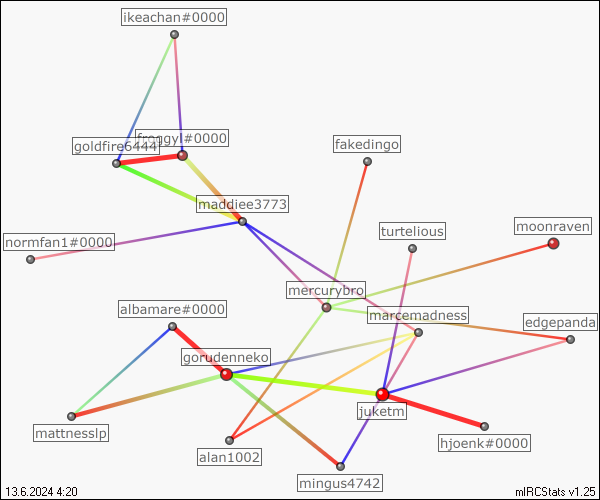 ikeachan#0000
froggyl#0000
goldfire6444
fakedingo
maddiee3773
moonraven
turtelious
normfan1#0000
mercurybro
albamare#0000
marcemadness
edgepanda
gorudenneko
juketm
mattnesslp
hjoenk#0000
alan1002
mingus4742
13.6.2024 4:20
mIRCStats v1.25